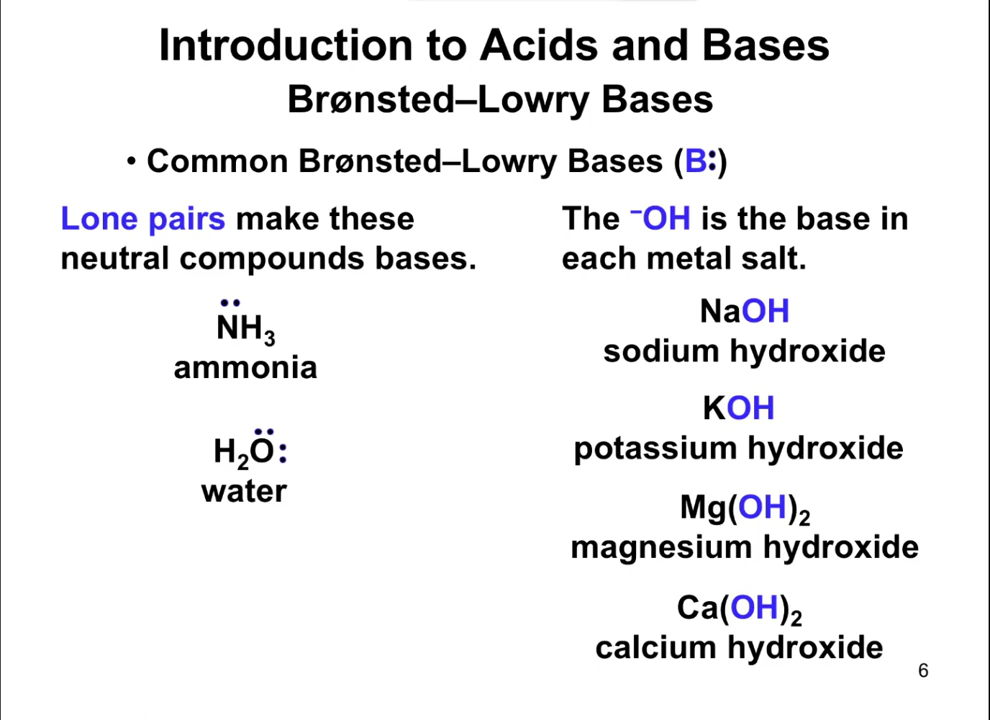 Introduction to Acids and Bases
Brønsted–Lowry Bases
• Common Brønsted–Lowry Bases (B:)
Lone pairs make these
neutral compounds bases.
N̈H₃
ammonia
H₂Ö:
water
The ⁻OH is the base in
each metal salt.
NaOH
sodium hydroxide
KOH
potassium hydroxide
Mg(OH)₂
magnesium hydroxide
Ca(OH)₂
calcium hydroxide
6